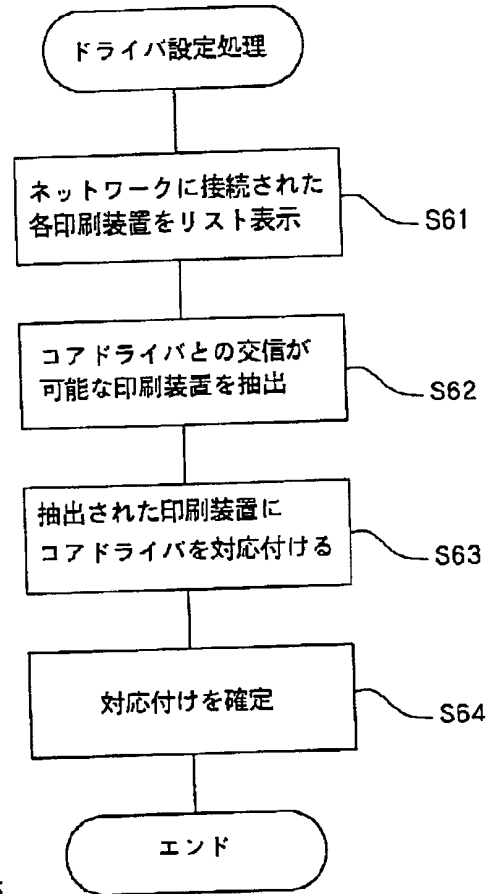 ドライバ設定処理
ネットワークに接続された
各印刷装置をリスト表示
S61
コアドライバとの交信が
可能な印刷装置を抽出
S62
抽出された印刷装置に
コアドライバを対応付ける
S63
対応付けを確定
S64
エンド